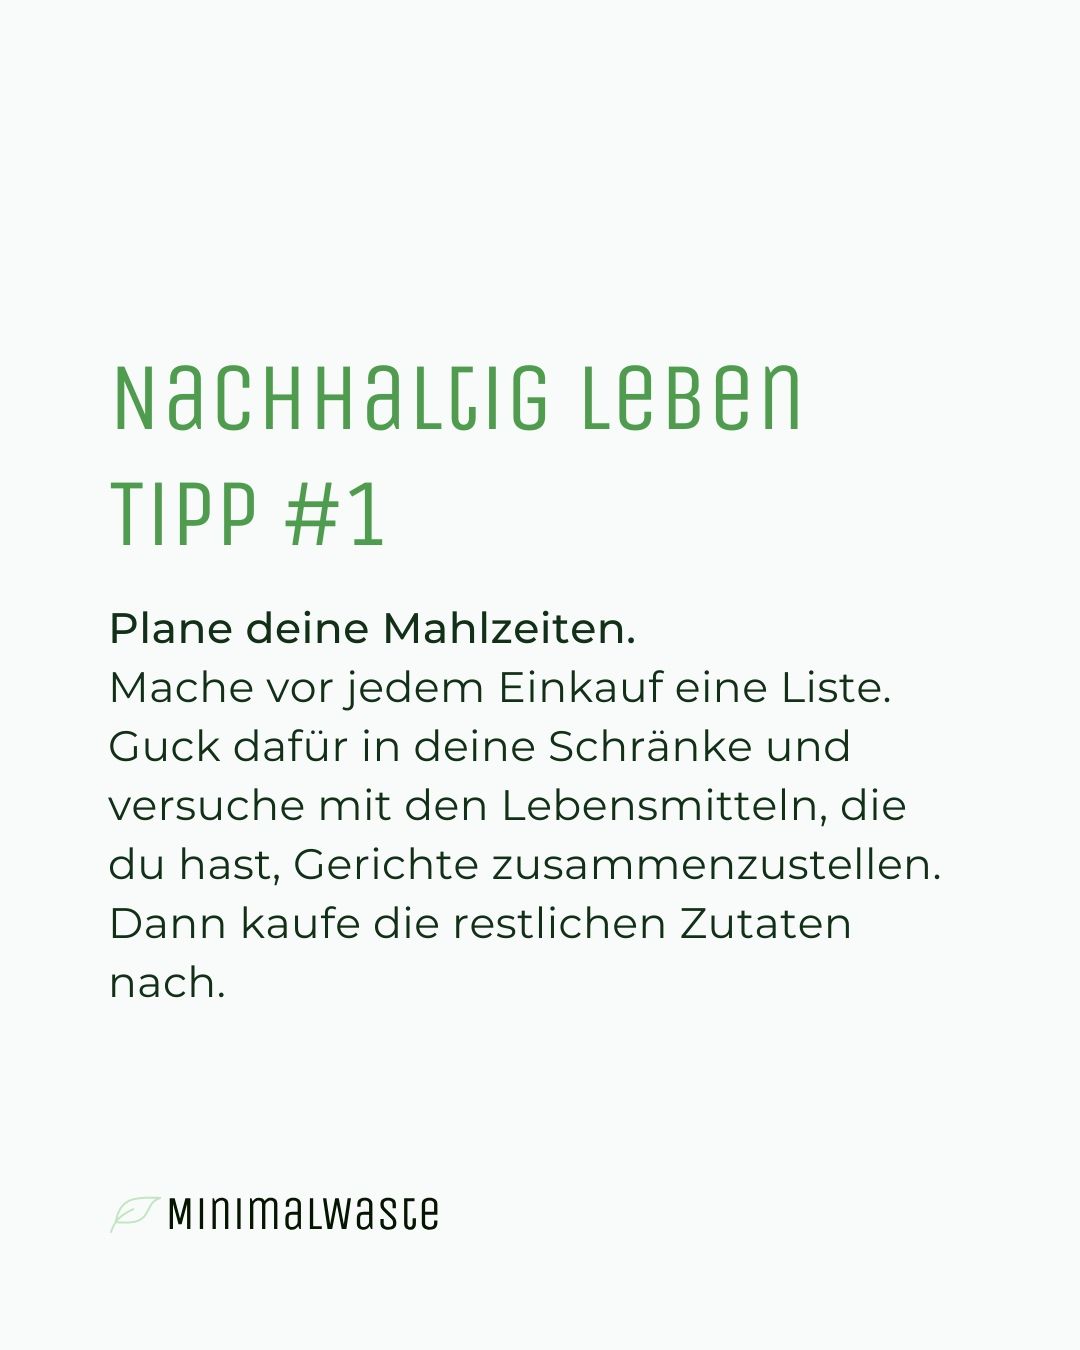 Nachhaltig leben
Tipp #1
Plane deine Mahlzeiten.
Mache vor jedem Einkauf eine Liste.
Guck dafür in deine Schränke und
versuche mit den Lebensmitteln, die
du hast, Gerichte zusammenzustellen.
Dann kaufe die restlichen Zutaten
nach.
Minimalwaste